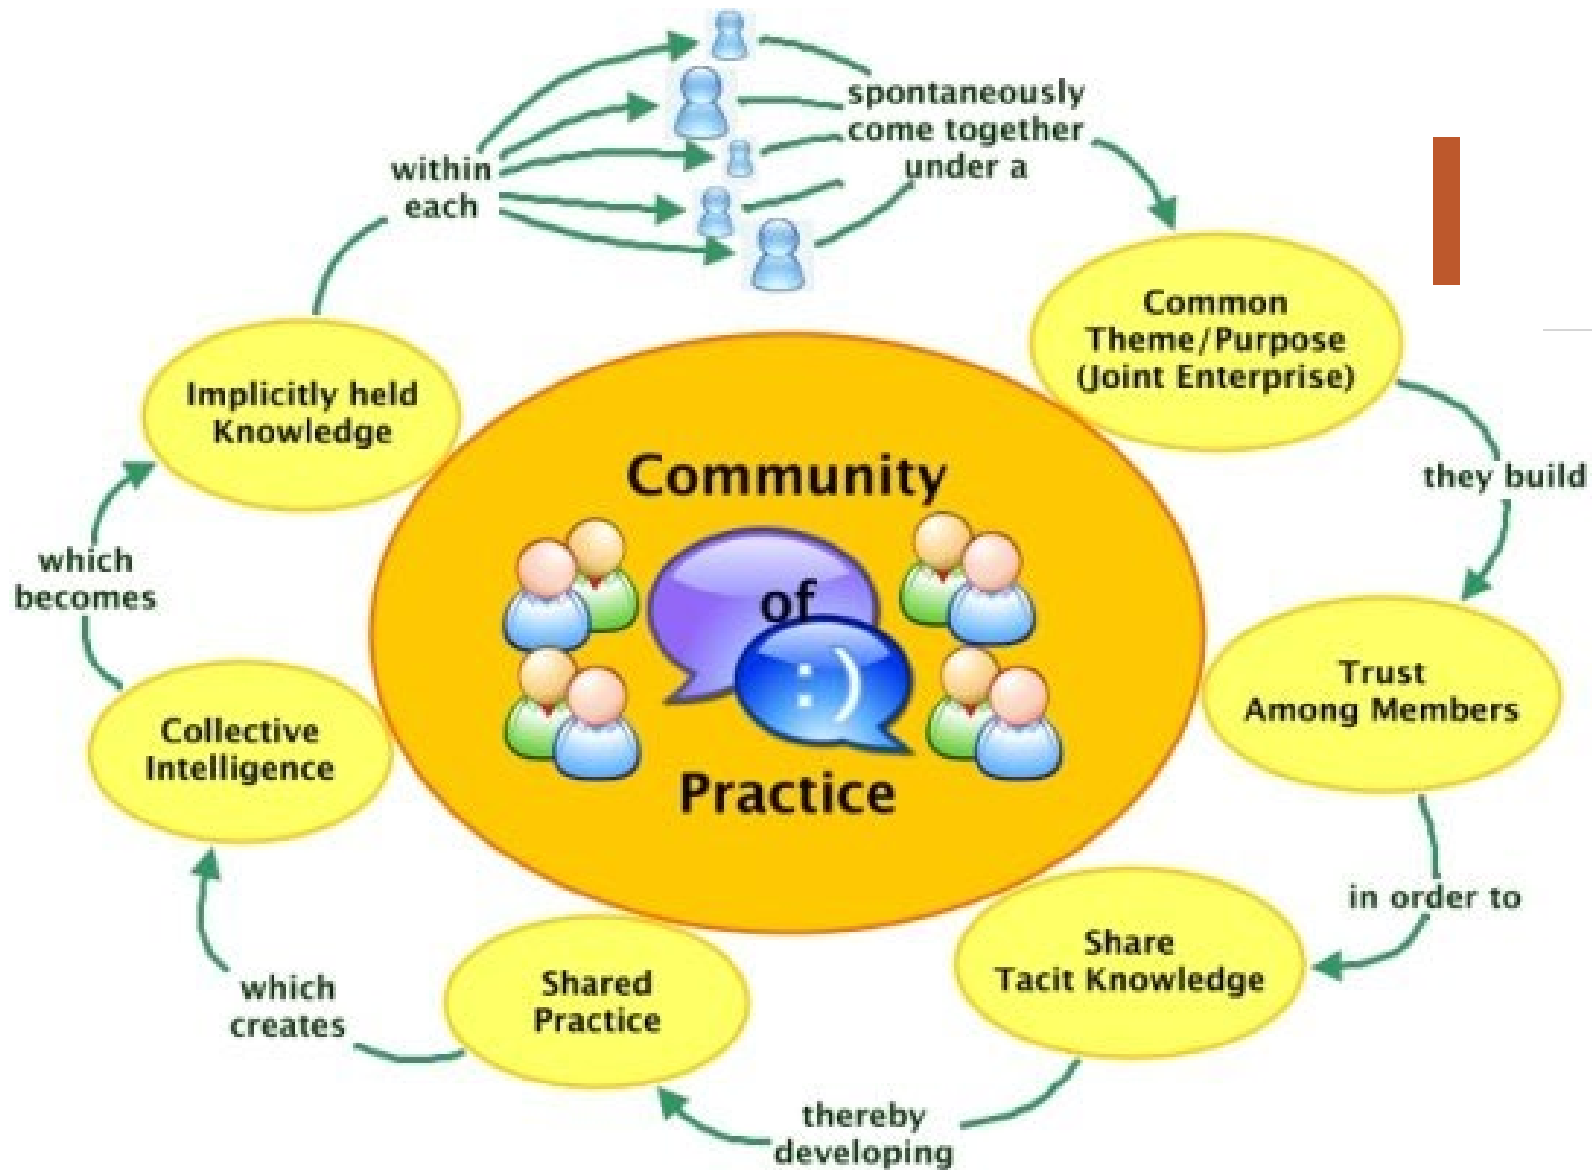 spontaneously
come together
under a
within
each
Common
Theme/Purpose
(Joint Enterprise)
they build
Trust
Among Members
in order to
Share
Tacit Knowledge
thereby
developing
Shared
Practice
which
creates
Collective
Intelligence
which
becomes
Implicitly held
Knowledge
Community
of
:)
Practice